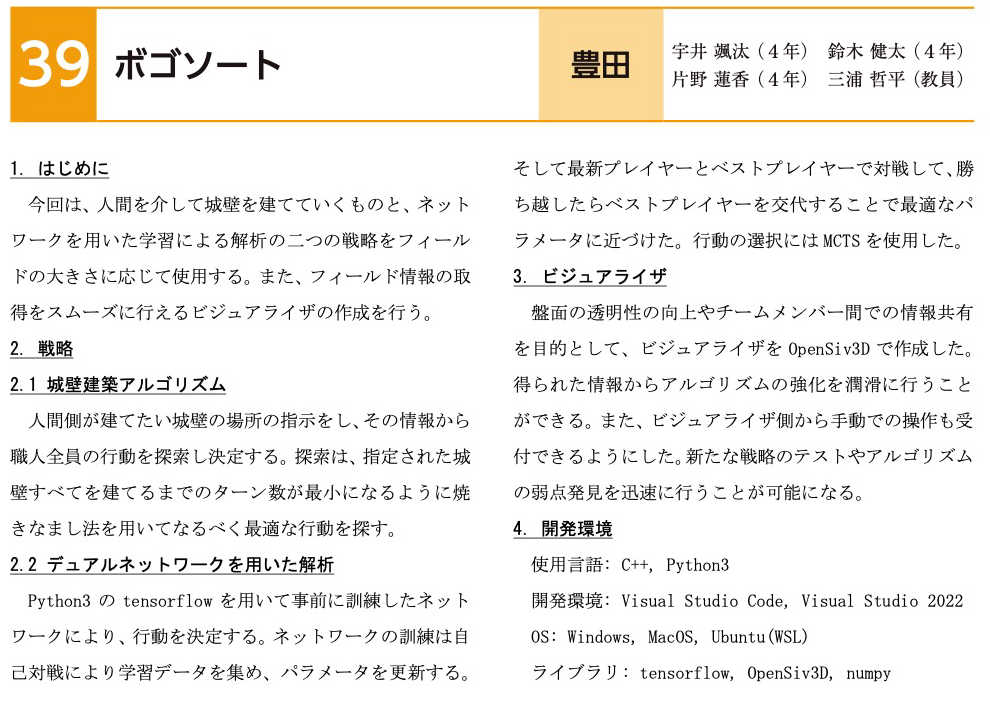 39
ボゴソート
豊田
宇井 颯汰（４年） 鈴木 健太（４年）
片野 蓮香（４年） 三浦 哲平（教員）
1. はじめに
今回は、人間を介して城壁を建てていくものと、ネット
ワークを用いた学習による解析の二つの戦略をフィール
ドの大きさに応じて使用する。また、フィールド情報の取
得をスムーズに行えるビジュアライザの作成を行う。
2. 戦略
2.1 城壁建築アルゴリズム
人間側が建てたい城壁の場所の指示をし、その情報から
職人全員の行動を探索し決定する。探索は、指定された城
壁すべてを建てるまでのターン数が最小になるように焼
きなまし法を用いてなるべく最適な行動を探す。
2.2 デュアルネットワークを用いた解析
Python3 の tensorflow を用いて事前に訓練したネット
ワークにより、行動を決定する。ネットワークの訓練は自
己対戦により学習データを集め、パラメータを更新する。
そして最新プレイヤーとベストプレイヤーで対戦して、勝
ち越したらベストプレイヤーを交代することで最適なパ
ラメータに近づけた。行動の選択には MCTS を使用した。
3. ビジュアライザ
盤面の透明性の向上やチームメンバー間での情報共有
を目的として、ビジュアライザを OpenSiv3D で作成した。
得られた情報からアルゴリズムの強化を潤滑に行うこと
ができる。また、ビジュアライザ側から手動での操作も受
付できるようにした。新たな戦略のテストやアルゴリズム
の弱点発見を迅速に行うことが可能になる。
4. 開発環境
使用言語: C++, Python3
開発環境: Visual Studio Code, Visual Studio 2022
OS: Windows, MacOS, Ubuntu(WSL)
ライブラリ: tensorflow, OpenSiv3D, numpy